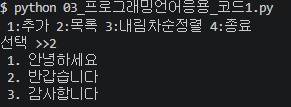 $ python 03_프로그래밍언어응용_코드1.py
1:추가 2:목록 3:내림차순정렬 4:종료
선택 >>2
1. 안녕하세요
2. 반갑습니다
3. 감사합니다